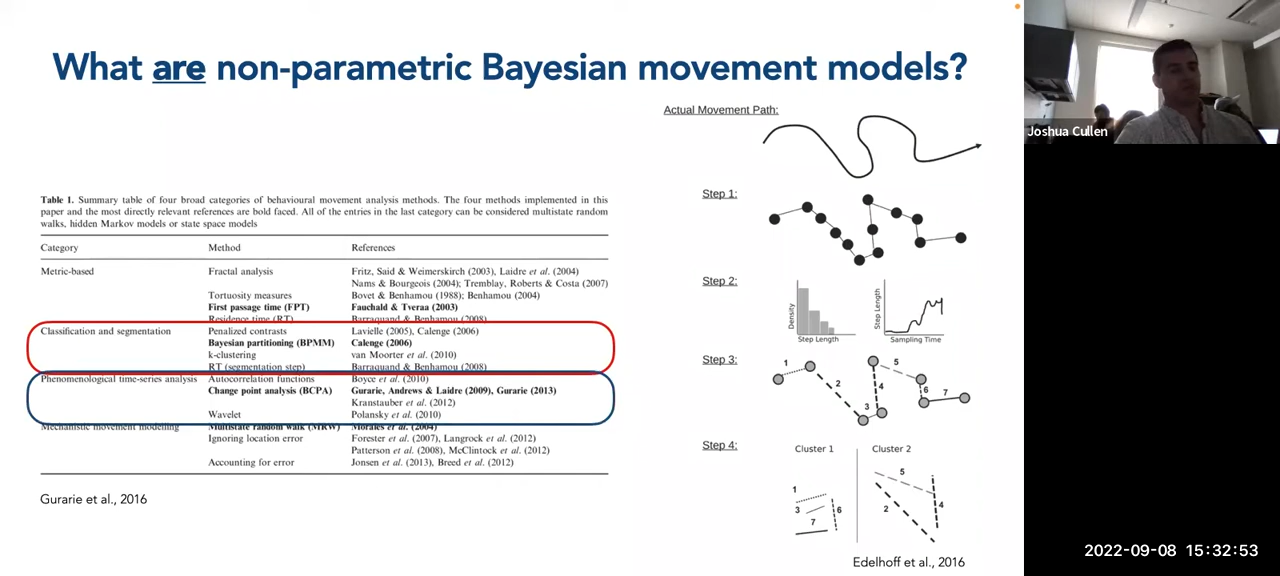 What are non-parametric Bayesian movement models?
Table 1. Summary table of four broad categories of behavioural movement analysis methods. The four methods implemented in this
paper and the most directly relevant references are bold faced. All of the entries in the last category can be considered multistate random
walks, hidden Markov models or state space models
Category Method References
Metric-based Fractal analysis Fritz, Said & Weimerskirch (2003), Laidre et al. (2004)
Nams & Bourgeois (2004); Tremblay, Roberts & Costa (2007)
Tortuosity measures Bovet & Benhamou (1988); Benhamou (2004)
First passage time (FPT) Fauchald & Tveraa (2003)
Residence time (RT) Barraquand & Benhamou (2008)
Classification and segmentation Penalized contrasts Lavielle (2005), Calenge (2006)
Bayesian partitioning (BPMM) Calenge (2006)
k-clustering van Moorter et al. (2010)
RT (segmentation step) Barraquand & Benhamou (2008)
Phenomenological time-series analysis Autocorrelation functions Boyce et al. (2010)
Change point analysis (BCPA) Gurarie, Andrews & Laidre (2009), Gurarie (2013)
Kranstauber et al. (2012)
Wavelet Polansky et al. (2010)
Mechanistic movement modelling Multistate random walk (MRW) Morales et al. (2004)
Ignoring location error Forester et al. (2007), Langrock et al. (2012)
Patterson et al. (2008), McClintock et al. (2012)
Accounting for error Jonsen et al. (2013), Breed et al. (2012)
Gurarie et al., 2016
Actual Movement Path:
Step 1:
Step 2:
Density
Step Length
Step Length
Sampling Time
Step 3:
1
2
3
4
5
6
7
Step 4:
Cluster 1
Cluster 2
1
3
6
7
5
2
4
Edelhoff et al., 2016
Joshua Cullen
2022-09-08 15:32:53